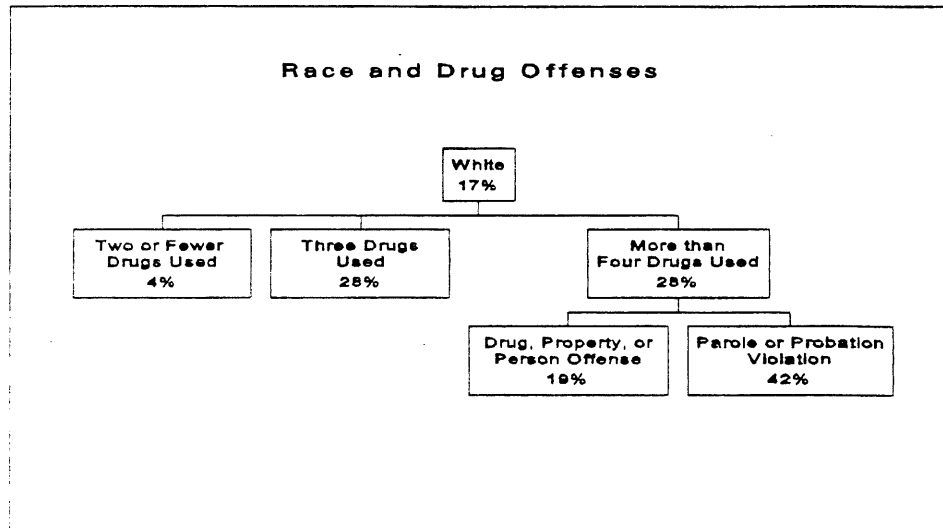 Race and Drug Offenses
White
17%
Two or Fewer
Drugs Used
4%
Three Drugs
Used
28%
More than
Four Drugs Used
28%
Drug, Property, or
Person Offense
19%
Parole or Probation
Violation
42%